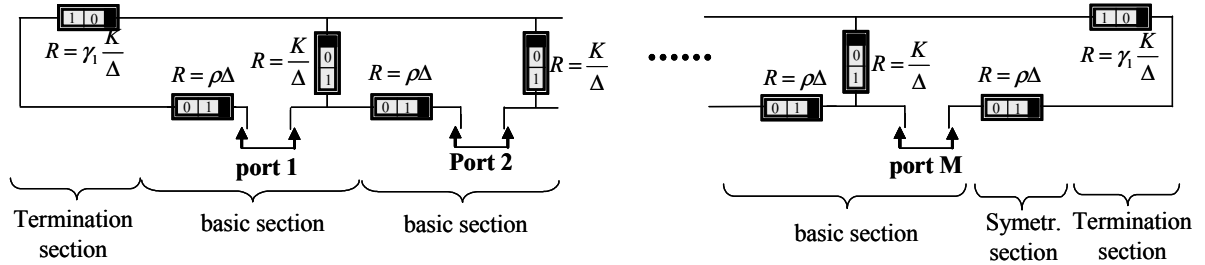 1 0
R = γ₁ K/Δ
R = K/Δ
0 1
R = ρΔ
0 1
port 1
R = ρΔ
0 1
Port 2
0 1
R = K/Δ
......
R = ρΔ
0 1
0 1
R = K/Δ
port M
R = ρΔ
0 1
1 0
R = γ₁ K/Δ
Termination
section
basic section
basic section
basic section
Symetr.
section
Termination
section